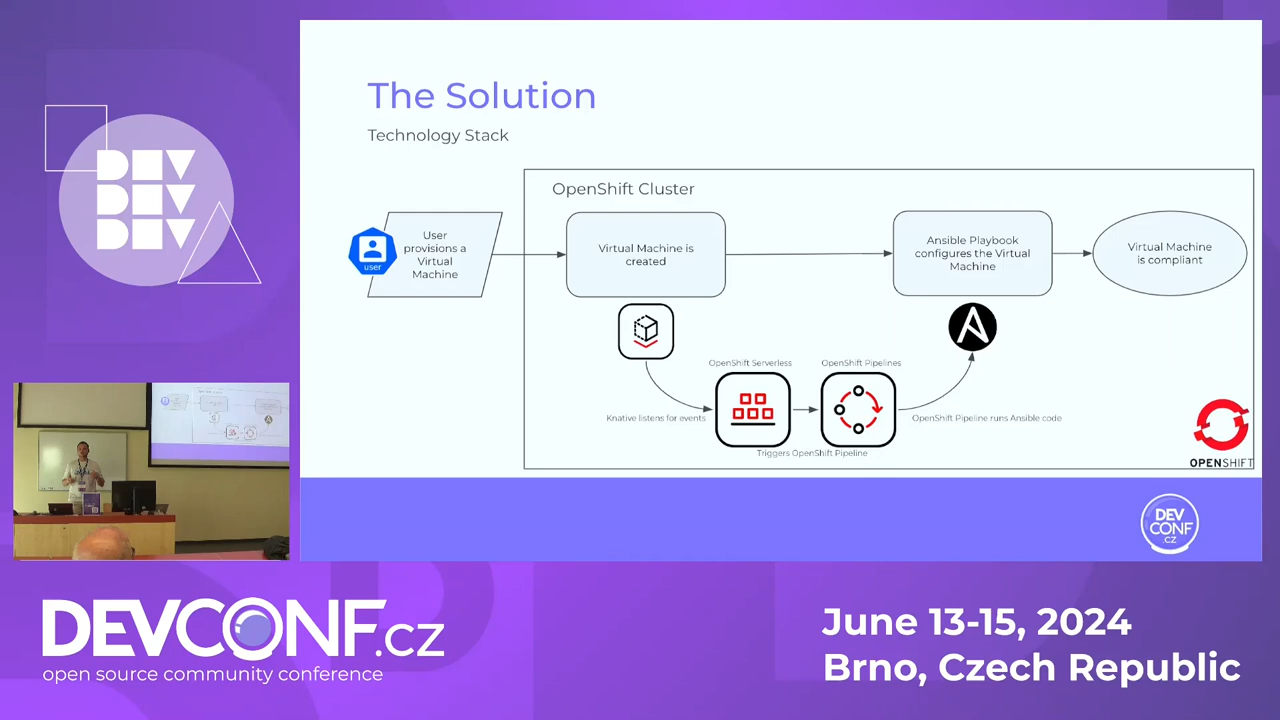 The Solution
Technology Stack
OpenShift Cluster
User
provisions a
Virtual
Machine
user
Virtual Machine is
created
Ansible Playbook
configures the Virtual
Machine
Virtual Machine
is compliant
OpenShift Serverless
OpenShift Pipelines
Knative listens for events
OpenShift Pipeline runs Ansible code
Triggers OpenShift Pipeline
OPENSHIFT
DEV
CONF
.CZ
DEV
DEV
DEV
DEVCONF.cz
open source community conference
June 13-15, 2024
Brno, Czech Republic